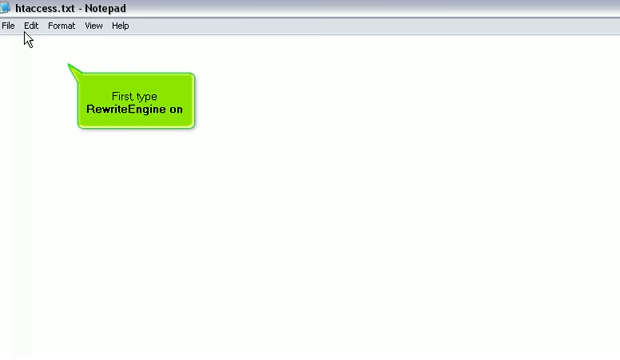 htaccess.txt - Notepad
File Edit Format View Help
First, type
RewriteEngine on